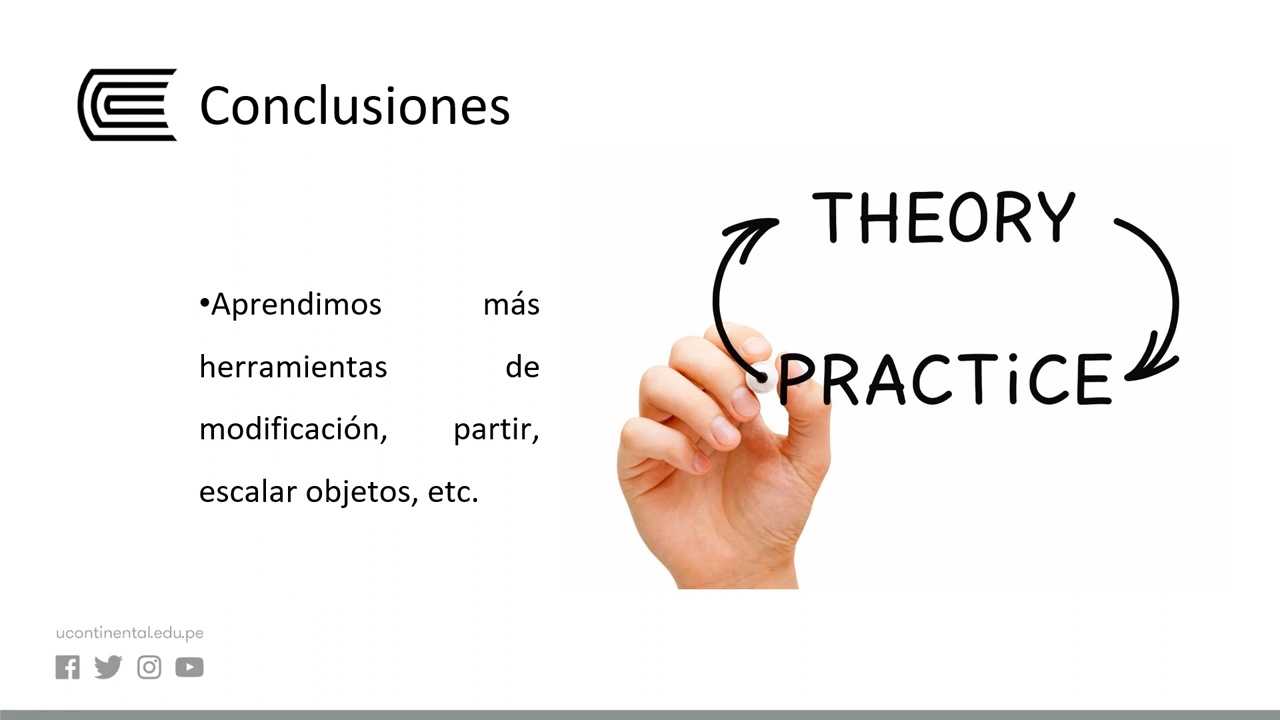 Conclusiones
THEORY
PRACTiCE
•Aprendimos más
herramientas de
modificación, partir,
escalar objetos, etc.
ucontinental.edu.pe